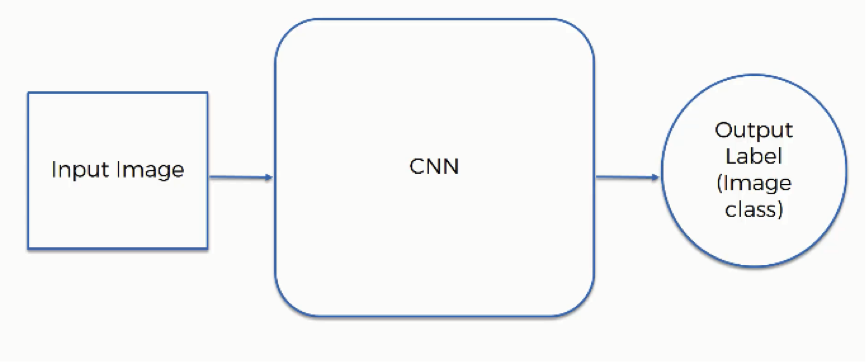 Input Image
CNN
Output
Label
(Image
class)